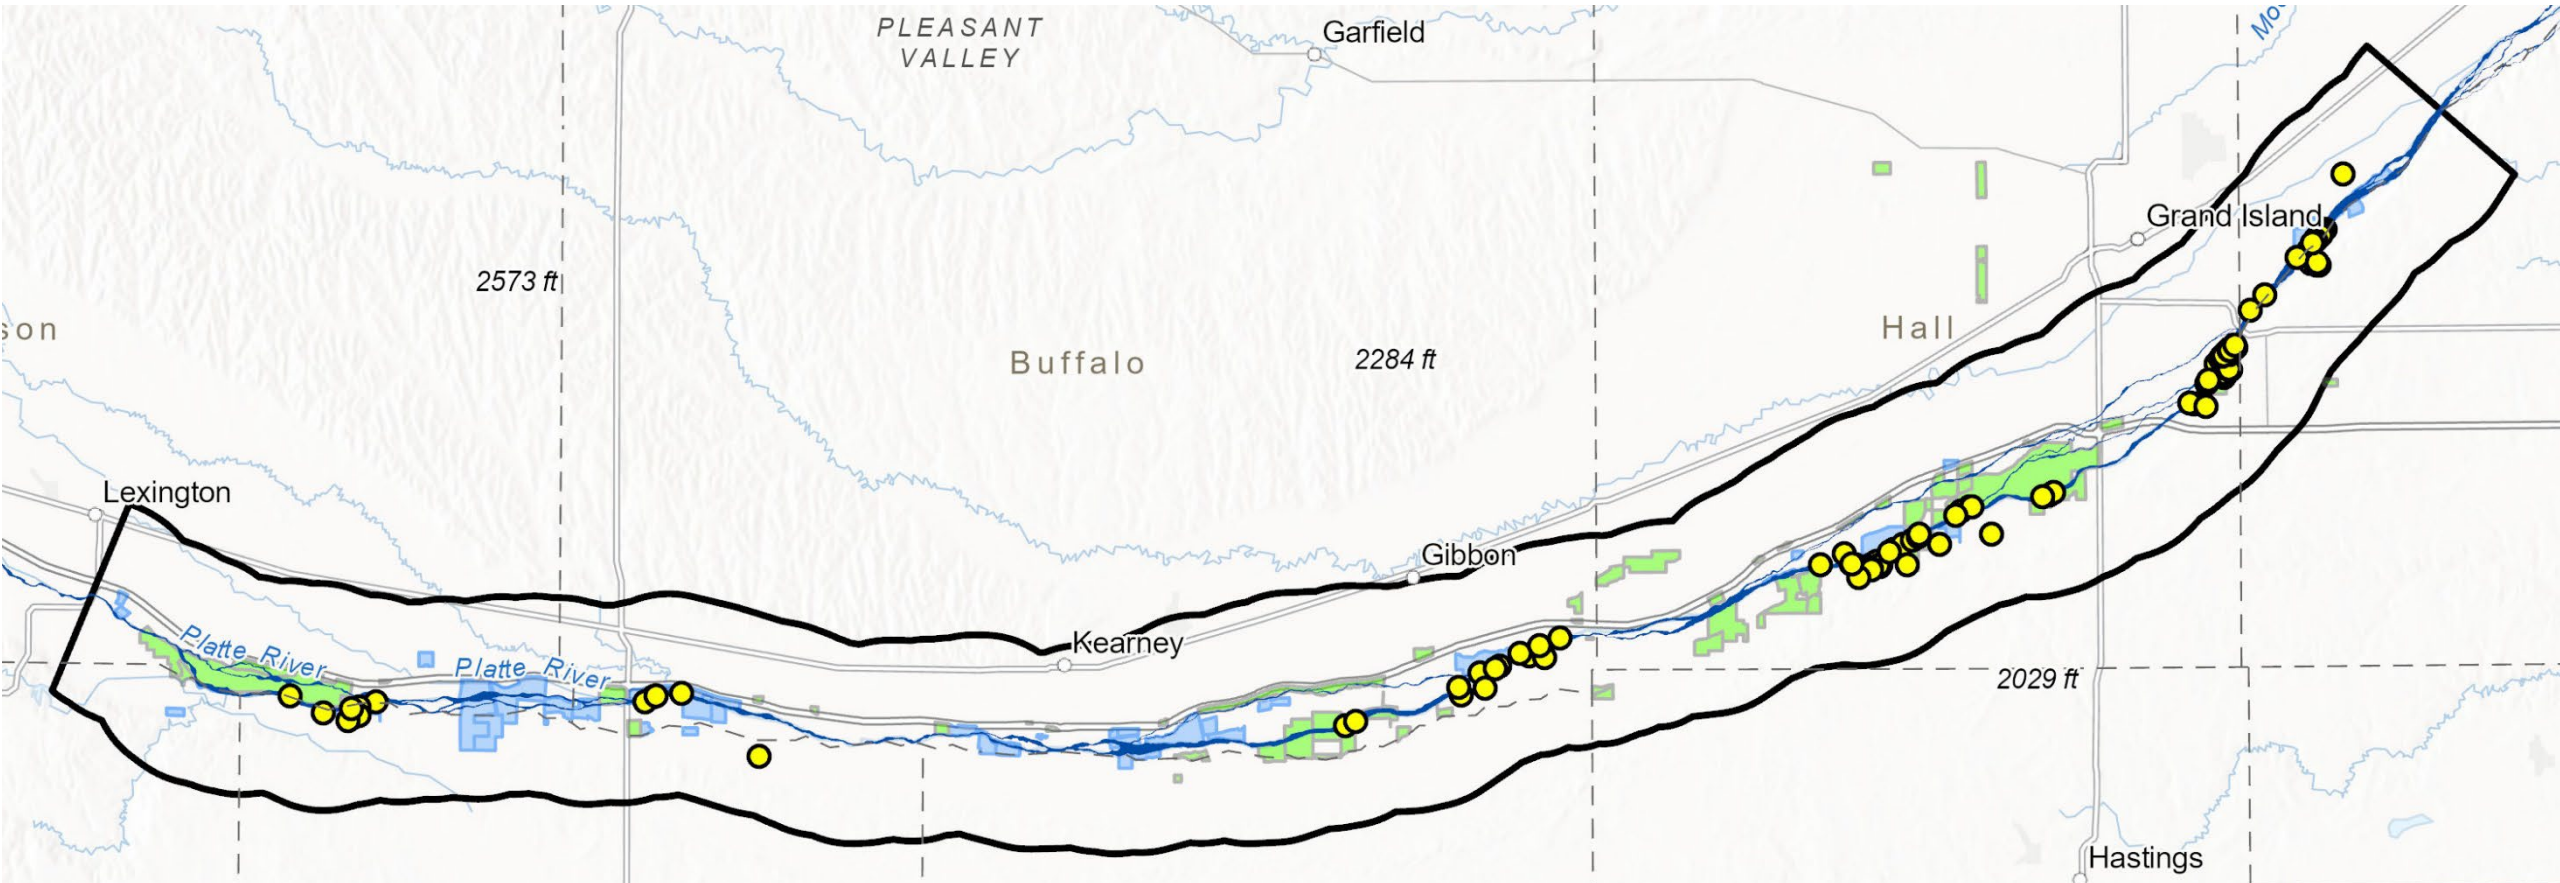 PLEASANT
VALLEY
Garfield
Grand Island
2573 ft
son
Buffalo
2284 ft
Hall
Lexington
Gibbon
Platte River
Platte River
Kearney
2029 ft
Hastings